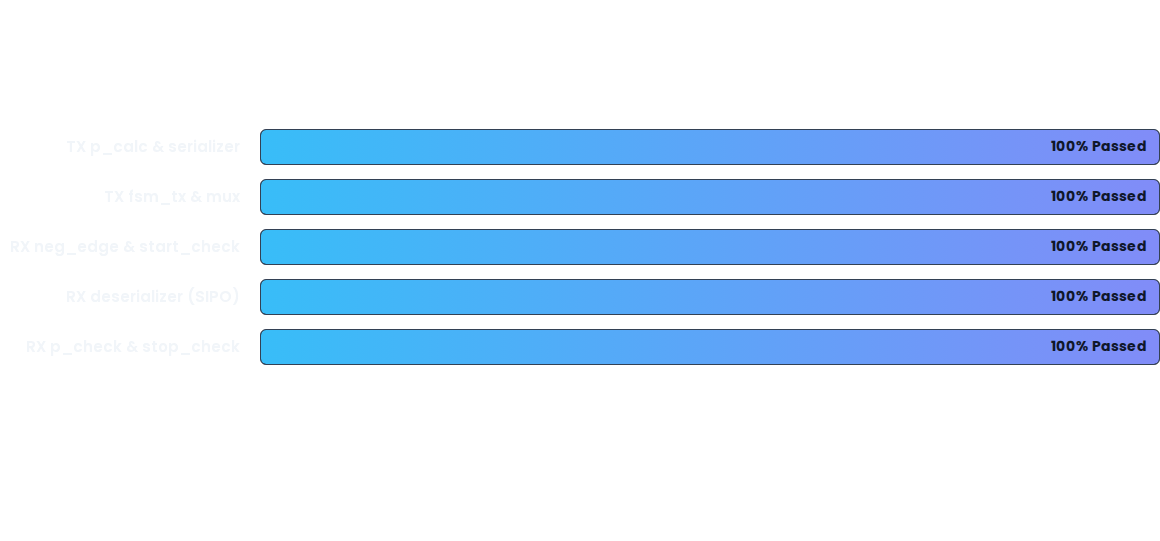 TX p_calc & serializer 100% Passed
TX fsm_tx & mux 100% Passed
RX neg_edge & start_check 100% Passed
RX deserializer (SIPO) 100% Passed
RX p_check & stop_check 100% Passed